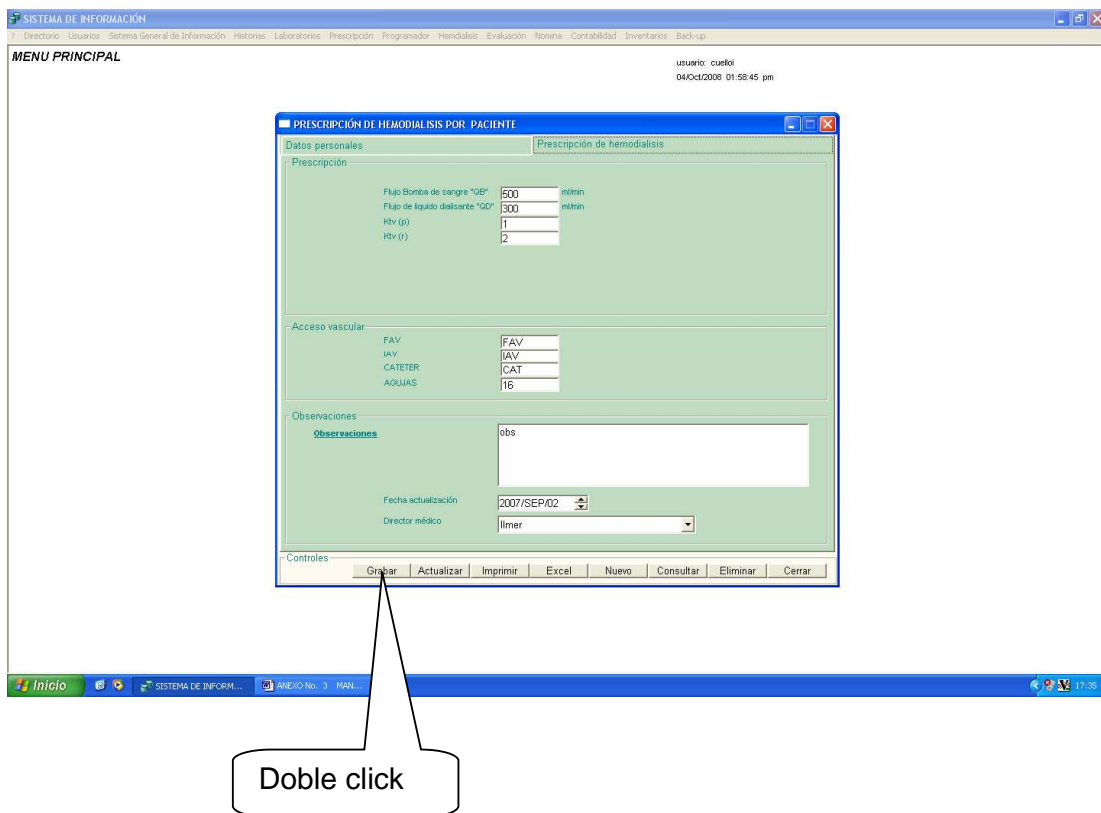 SISTEMA DE INFORMACIÓN
? Directorio Usuarios Sistema General de Información Historias Laboratorios Prescripción Programador Hemdialisis Evaluación Nomina Contabilidad Inventarios Back-up
MENU PRINCIPAL
usuario: cuelloi
04/Oct/2008 01:58:45 pm
PRESCRIPCIÓN DE HEMODIALISIS POR PACIENTE
Datos personales Prescripción de hemodialisis
Prescripción
Flujo Bomba de sangre "QB" 500 ml/min
Flujo de liquido dialisante "QD" 300 ml/min
Ktv (p) 1
Ktv (r) 2
Acceso vascular
FAV FAV
IAV IAV
CATETER CAT
AGUJAS 16
Observaciones
Observaciones obs
Fecha actualización 2007/SEP/02
Director médico Ilmer
Controles
Grabar Actualizar Imprimir Excel Nuevo Consultar Eliminar Cerrar
Inicio SISTEMA DE INFORM... ANEXO No. 3 MAN... 17:35
Doble click